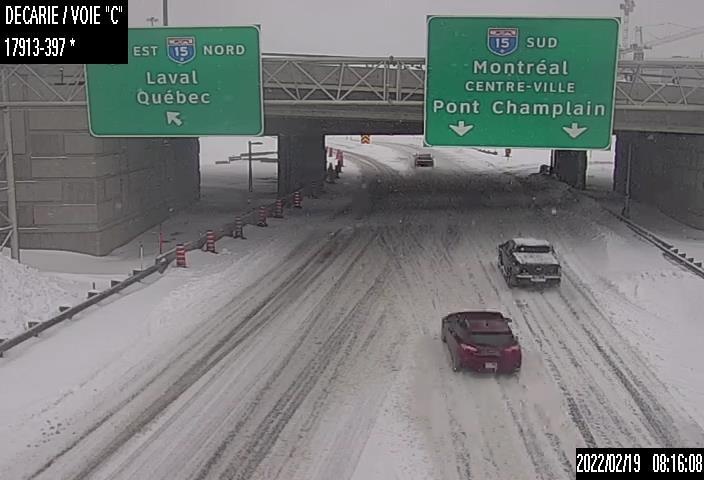 DECARIE / VOIE "C"
17913-397 *
EST 15 NORD
Laval
Québec
15 SUD
Montréal
CENTRE-VILLE
Pont Champlain
2022/02/19 08:16:08